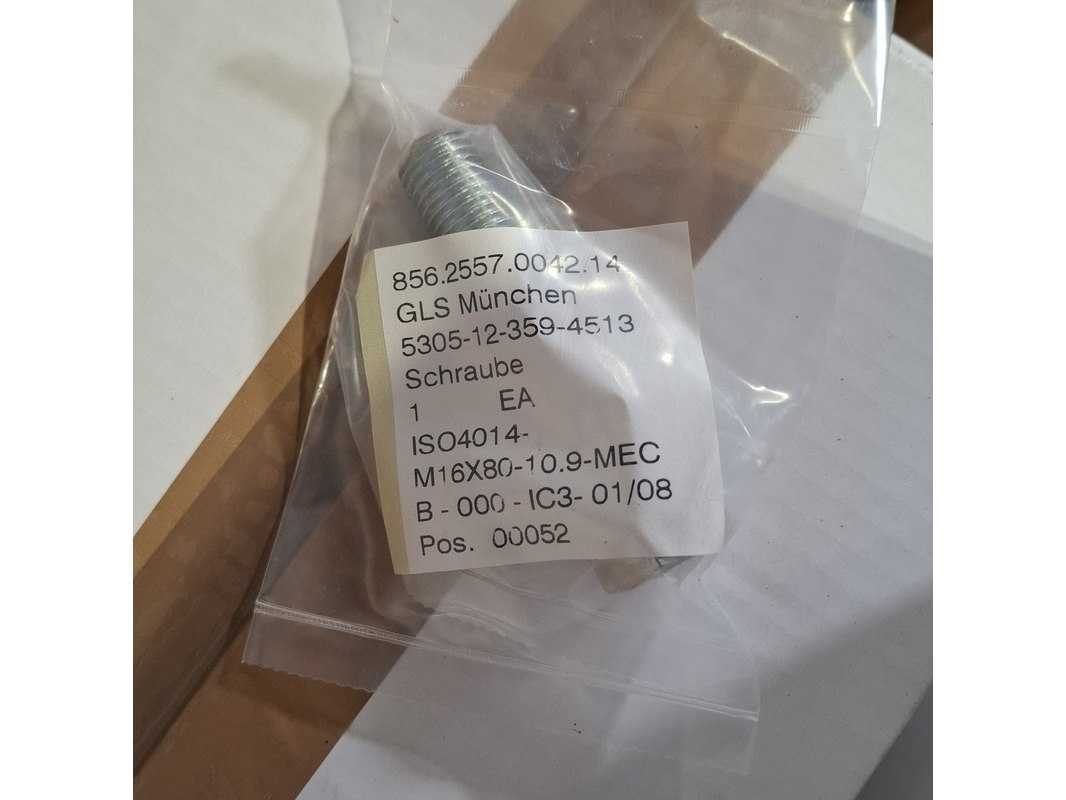 856.2557.0042.14
GLS München
5305-12-359-4513
Schraube
1 EA
ISO4014-
M16X80-10.9-MEC
B - 000 - IC3- 01/08
Pos. 00052